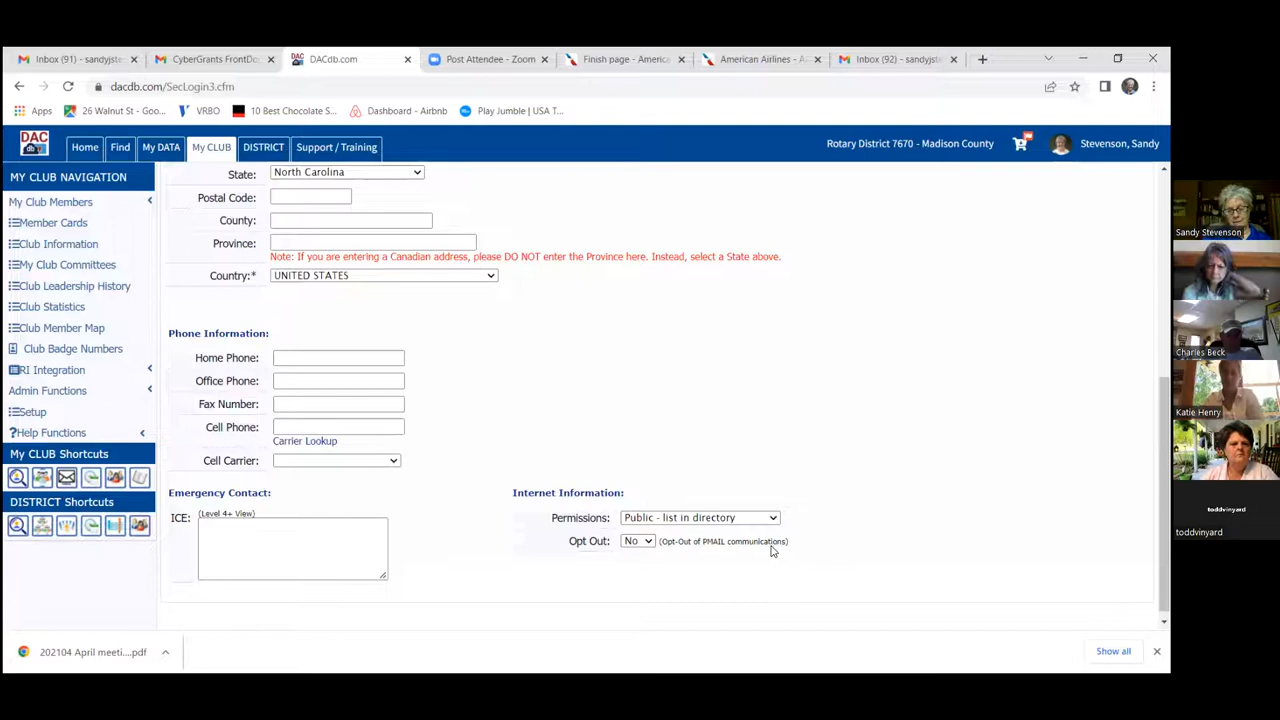 Inbox (91) - sandyjste
CyberGrants FrontDo
DACdb.com
Post Attendee - Zoom
Finish page - America
American Airlines - A
Inbox (92) - sandyjste
dacdb.com/SecLogin3.cfm
Apps
26 Walnut St - Goo...
VRBO
10 Best Chocolate S...
Dashboard - Airbnb
Play Jumble | USA T...
DAC
db
Home
Find
My DATA
My CLUB
DISTRICT
Support / Training
Rotary District 7670 - Madison County
Stevenson, Sandy
MY CLUB NAVIGATION
My Club Members
Member Cards
Club Information
My Club Committees
Club Leadership History
Club Statistics
Club Member Map
Club Badge Numbers
RI Integration
Admin Functions
Setup
Help Functions
My CLUB Shortcuts
DISTRICT Shortcuts
State: North Carolina
Postal Code:
County:
Province:
Note: If you are entering a Canadian address, please DO NOT enter the Province here. Instead, select a State above.
Country:* UNITED STATES
Phone Information:
Home Phone:
Office Phone:
Fax Number:
Cell Phone:
Carrier Lookup
Cell Carrier:
Emergency Contact:
ICE: (Level 4+ View)
Internet Information:
Permissions: Public - list in directory
Opt Out: No (Opt-Out of PMAIL communications)
202104 April meeti....pdf
Show all
Sandy Stevenson
Charles Beck
Katie Henry
toddvinyard
toddvinyard